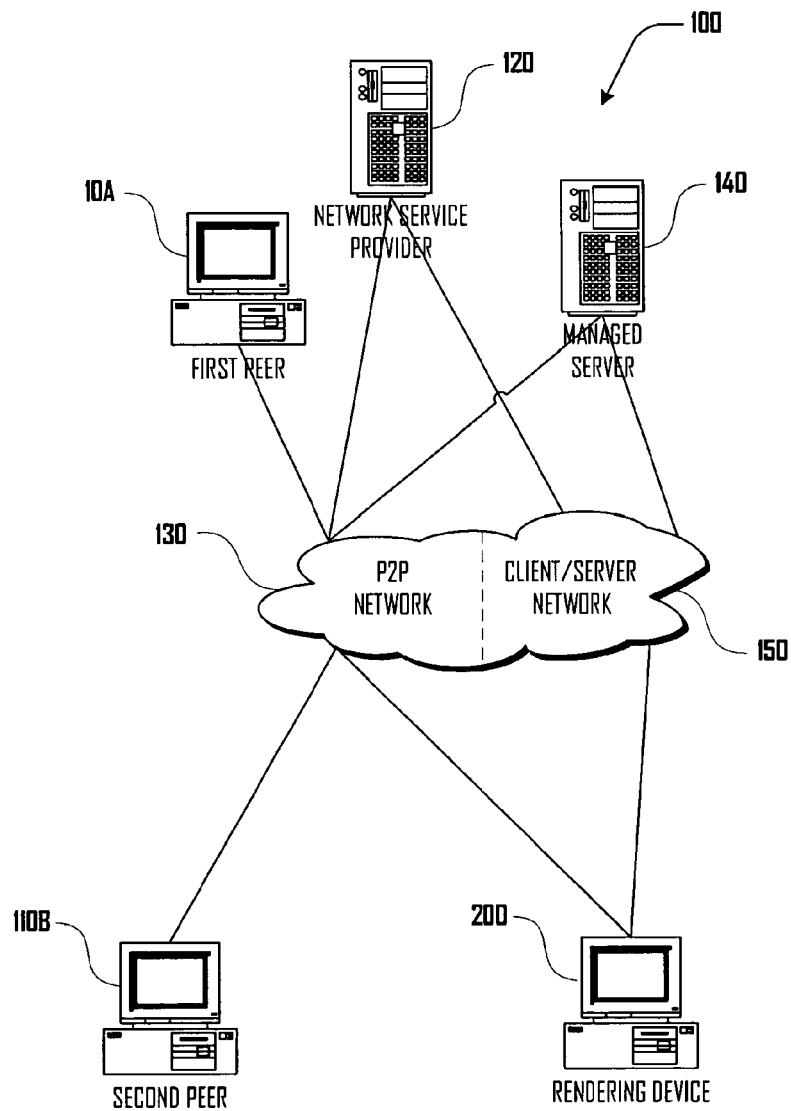 100
120
10A
140
NETWORK SERVICE
PROVIDER
FIRST PEER
MANAGED
SERVER
130
P2P
NETWORK
CLIENT/SERVER
NETWORK
150
110B
200
SECOND PEER
RENDERING DEVICE